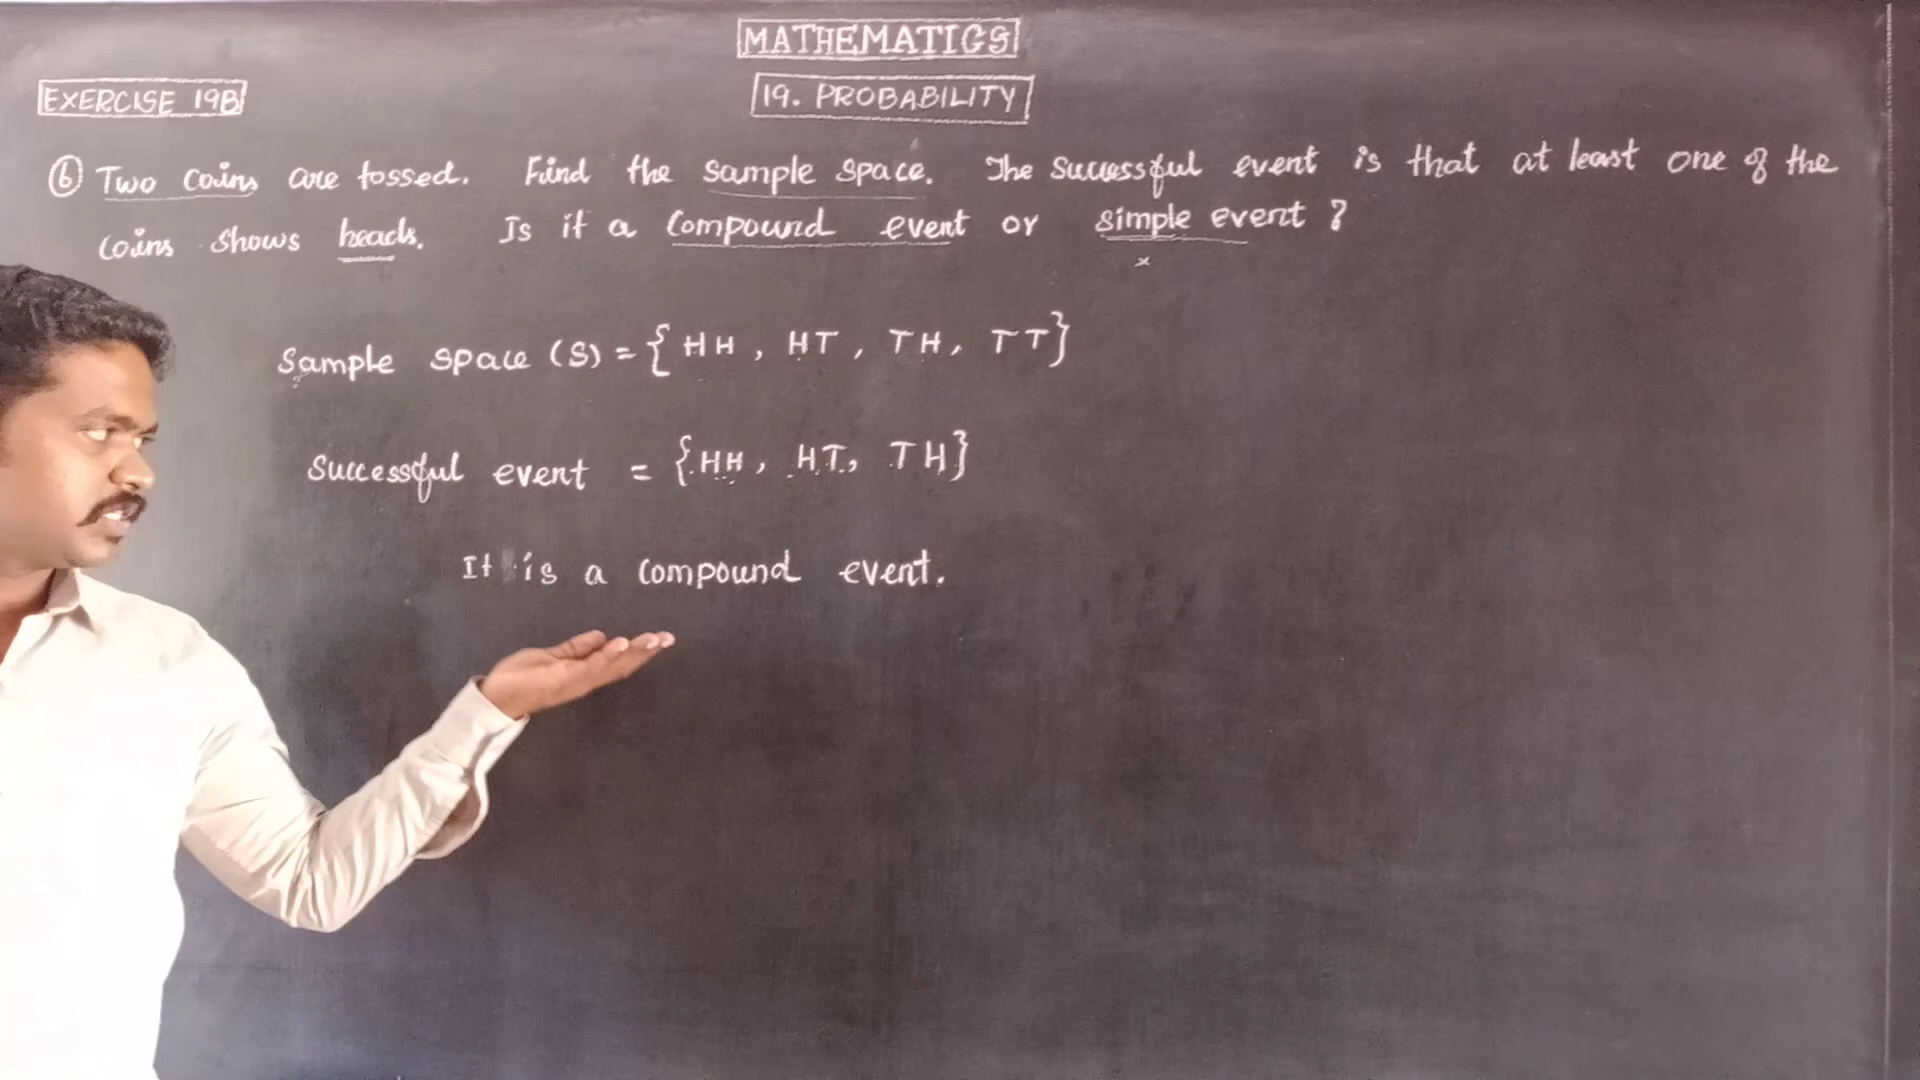 MATHEMATICS
EXERCISE 19B
19. PROBABILITY
⑥ Two coins are tossed. Find the sample space. The successful event is that at least one of the
coins shows heads. Is it a compound event or simple event ?
×
Sample space (S) = { HH , HT , TH , TT }
Successful event = { HH , HT , TH }
It is a compound event.